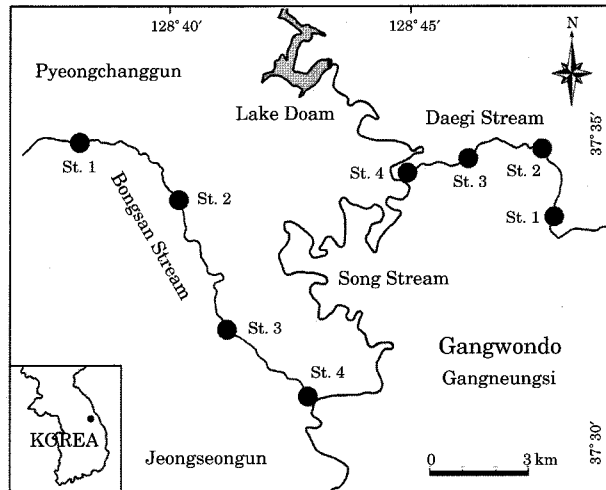 128°40'
128°45'
Pyeongchanggun
N
Lake Doam
Daegi Stream
37°35'
St. 1
St. 4
St. 3
St. 2
St. 2
St. 1
Bongsan Stream
Song Stream
St. 3
Gangwondo
Gangneungsi
St. 4
KOREA
Jeongseongun
0
3 km
37°30'